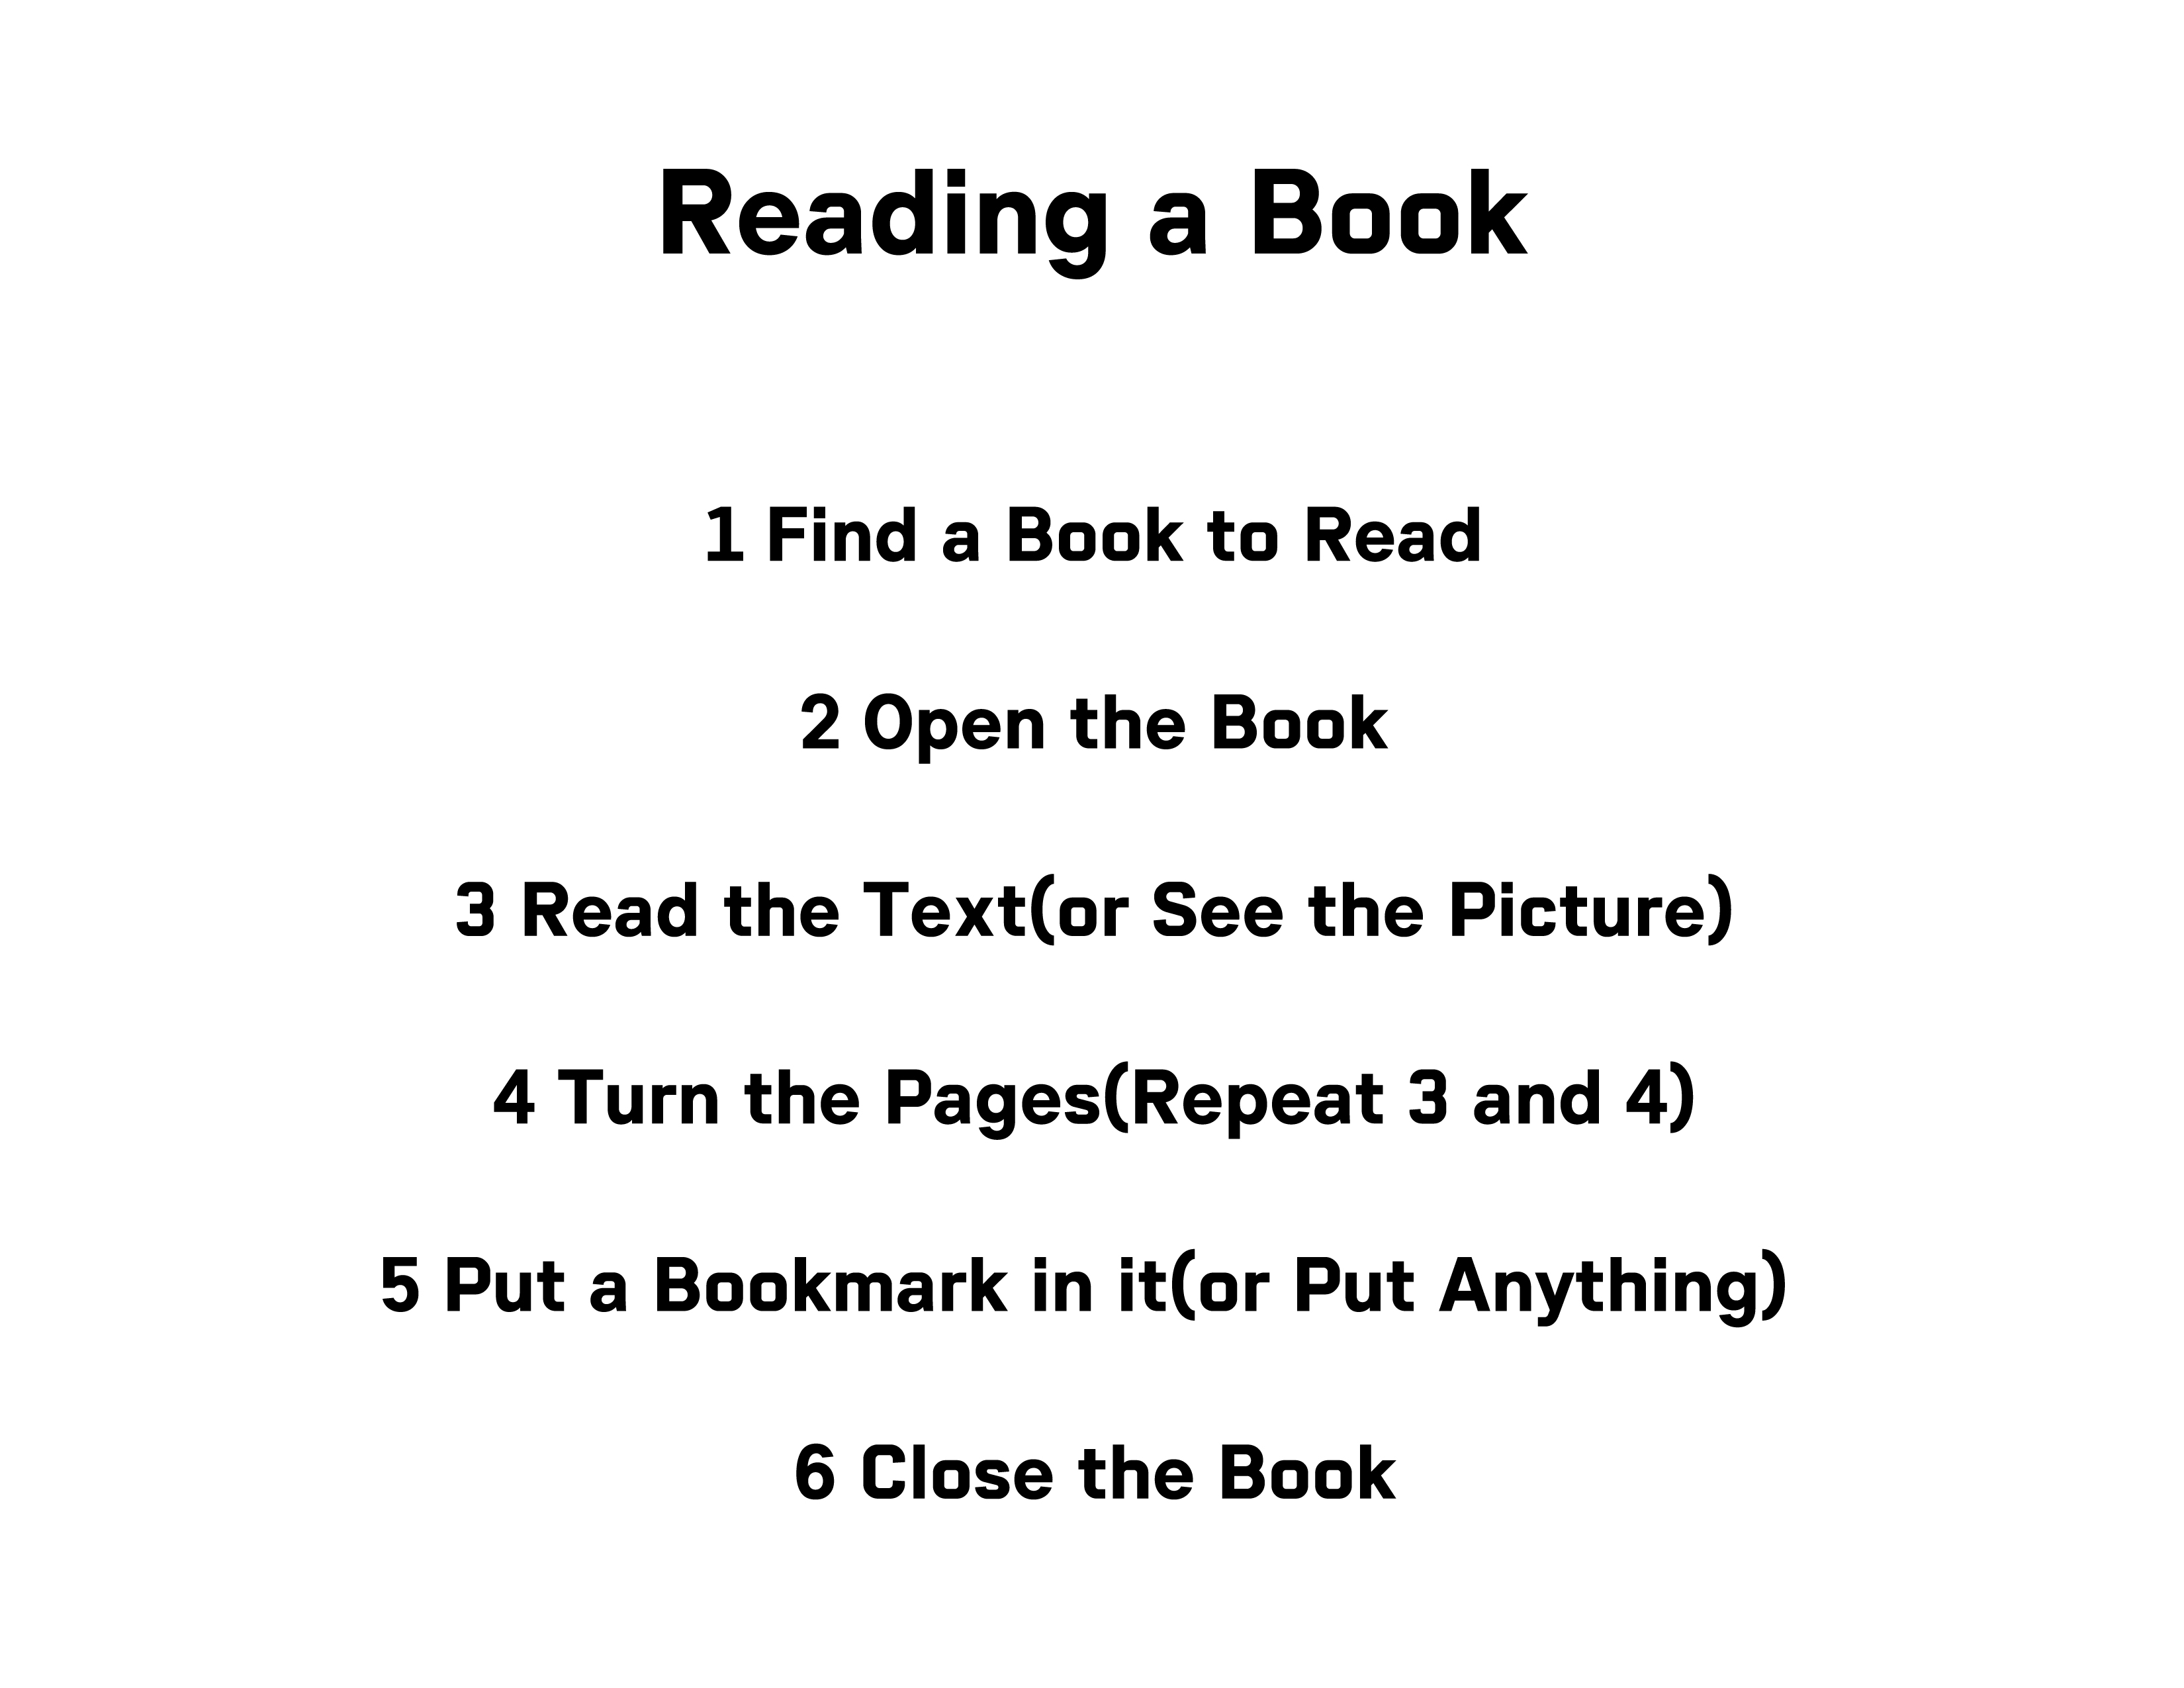 Reading a Book
1 Find a Book to Read
2 Open the Book
3 Read the Text(or See the Picture)
4 Turn the Pages(Repeat 3 and 4)
5 Put a Bookmark in it(or Put Anything)
6 Close the Book